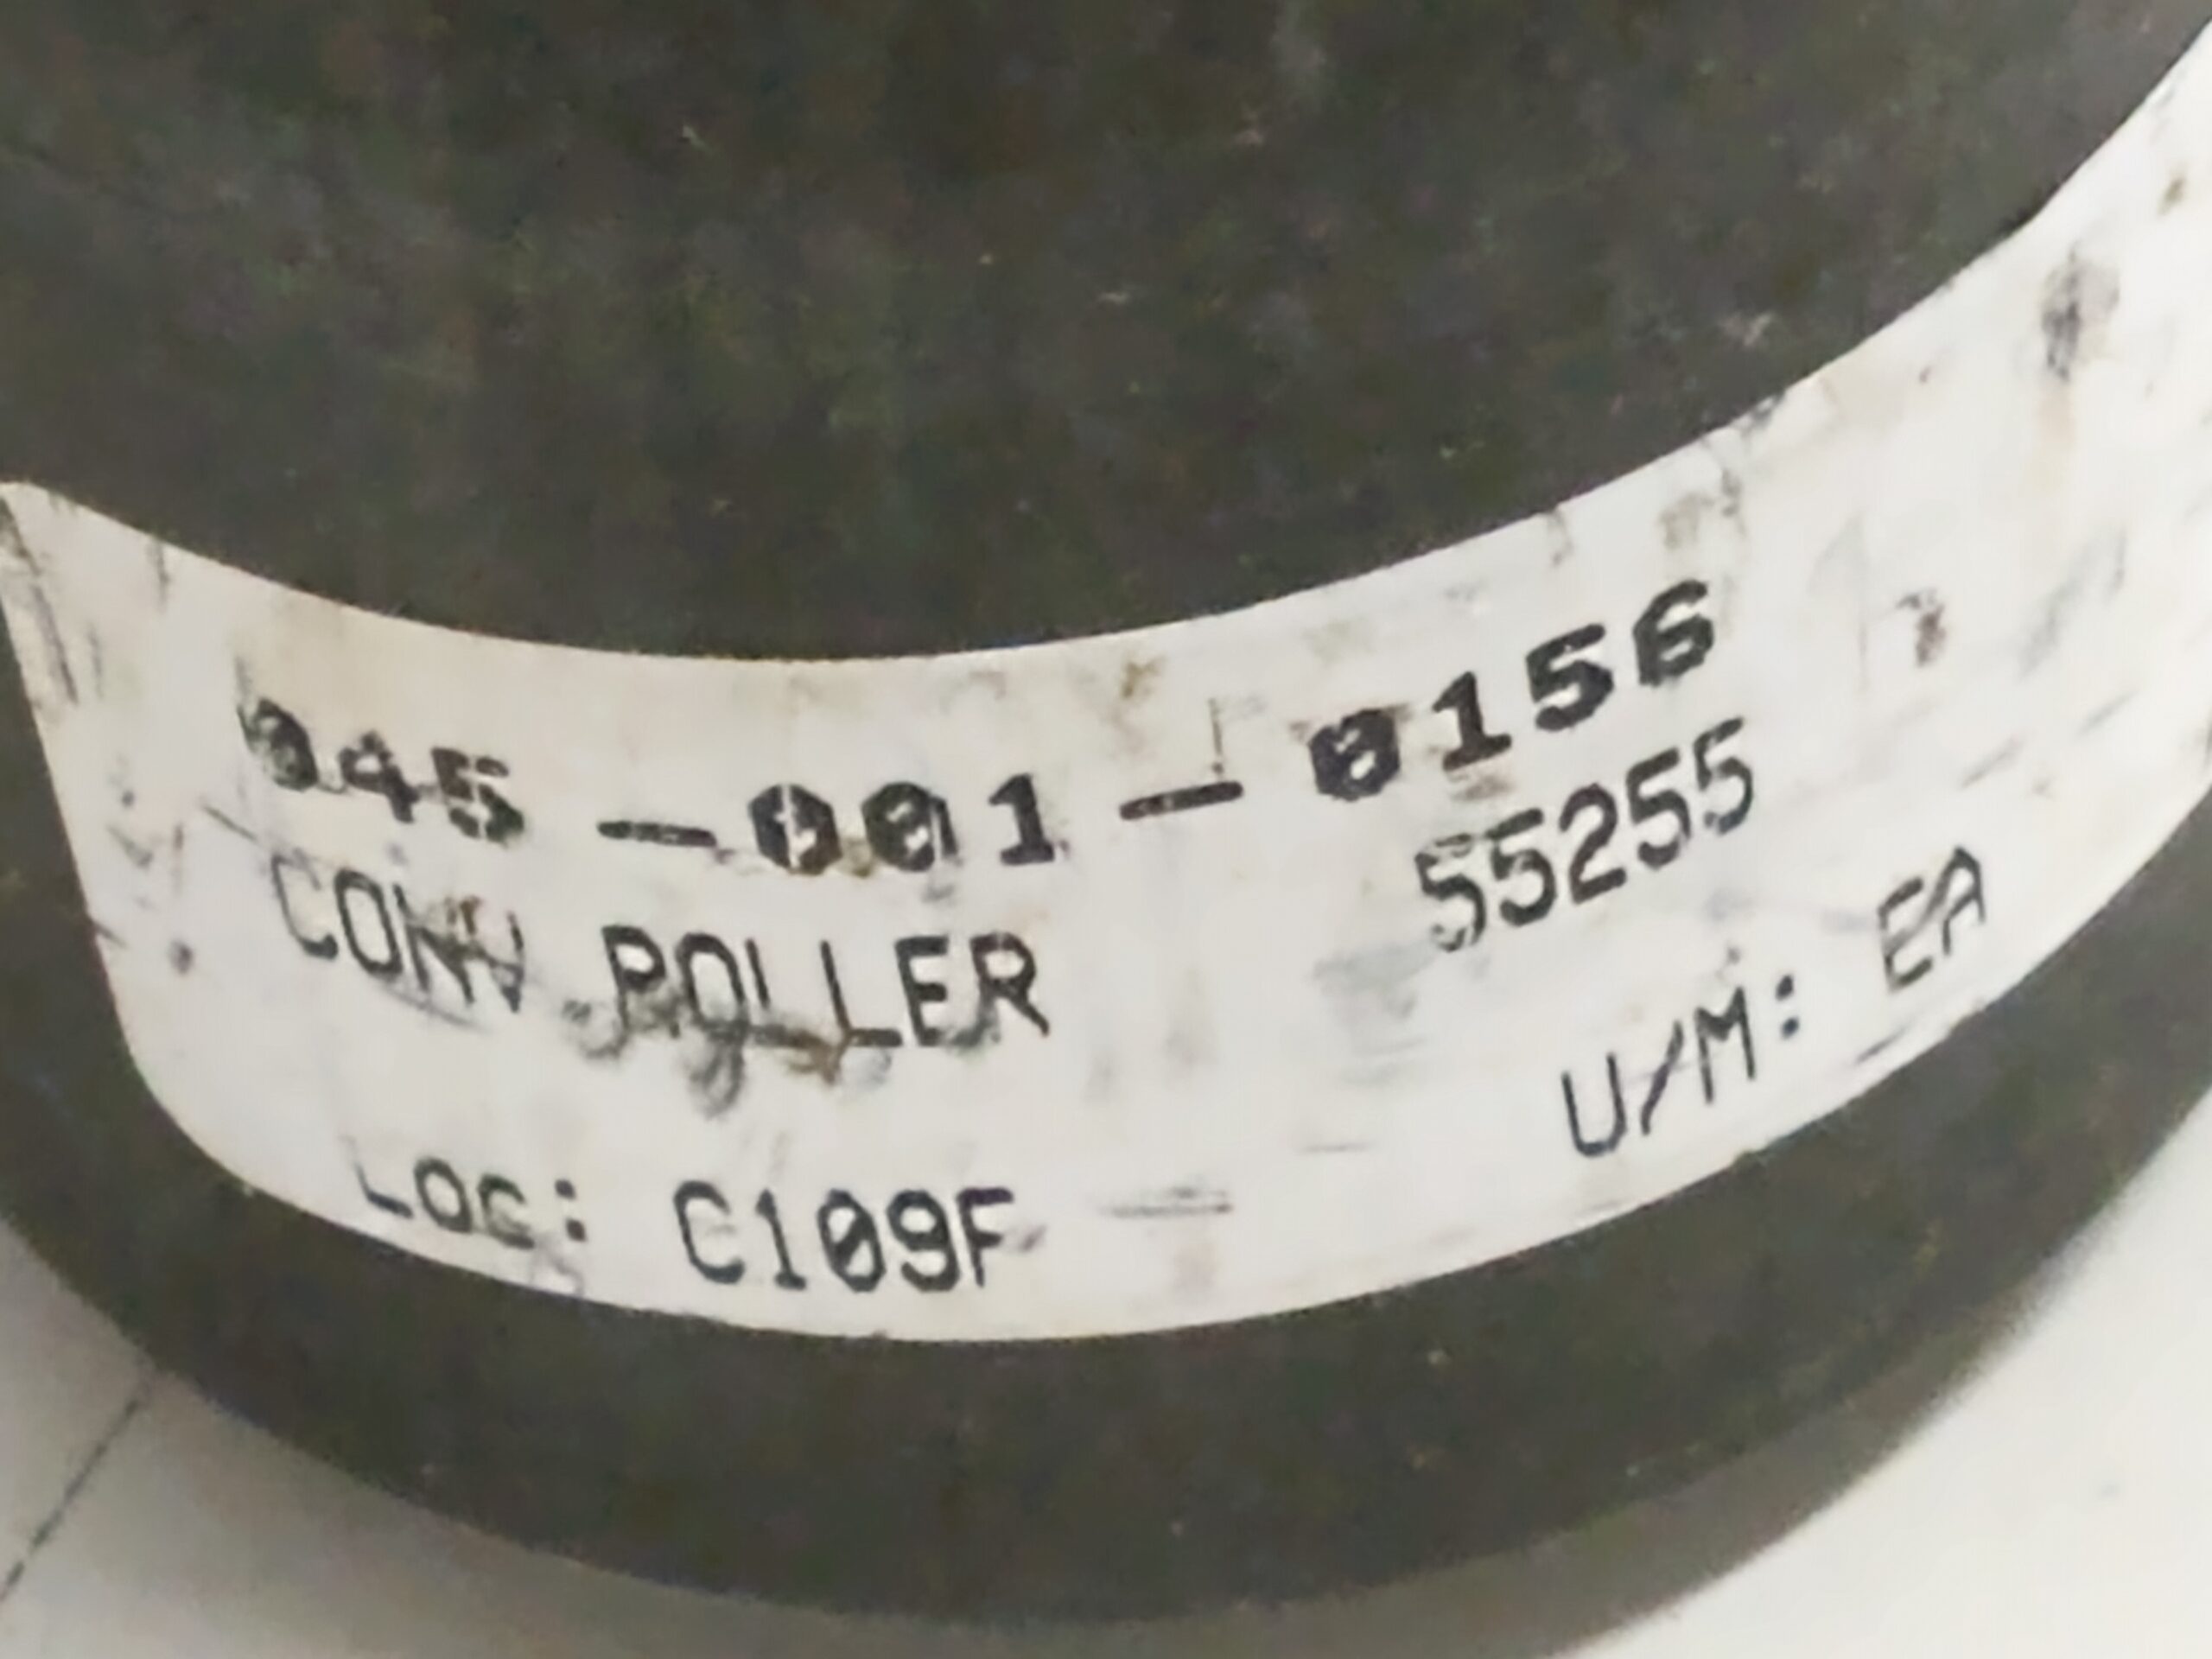 045-001-0156
CONV ROLLER 55255
LOC: C109F U/M: EA